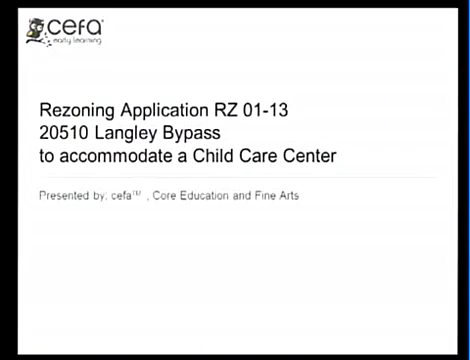 cefa
early learning
Rezoning Application RZ 01-13
20510 Langley Bypass
to accommodate a Child Care Center
Presented by: cefa™ , Core Education and Fine Arts